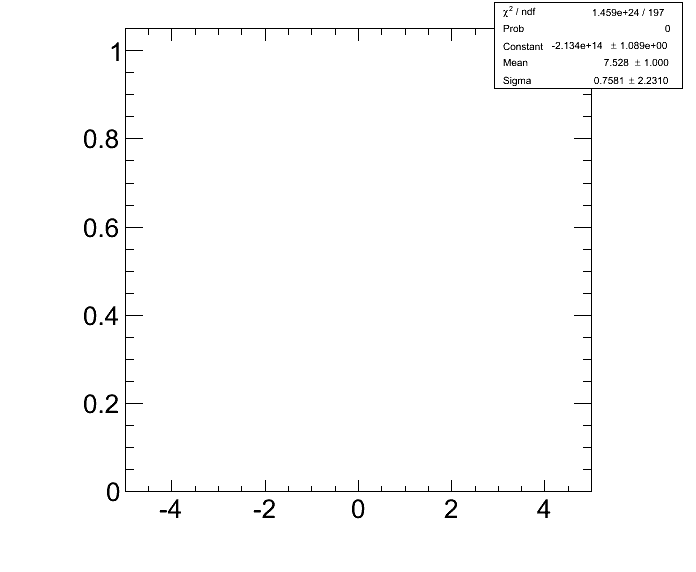 χ² / ndf 1.459e+24 / 197
Prob 0
Constant -2.134e+14 ± 1.089e+00
Mean 7.528 ± 1.000
Sigma 0.7581 ± 2.2310
1
0.8
0.6
0.4
0.2
0
-4 -2 0 2 4